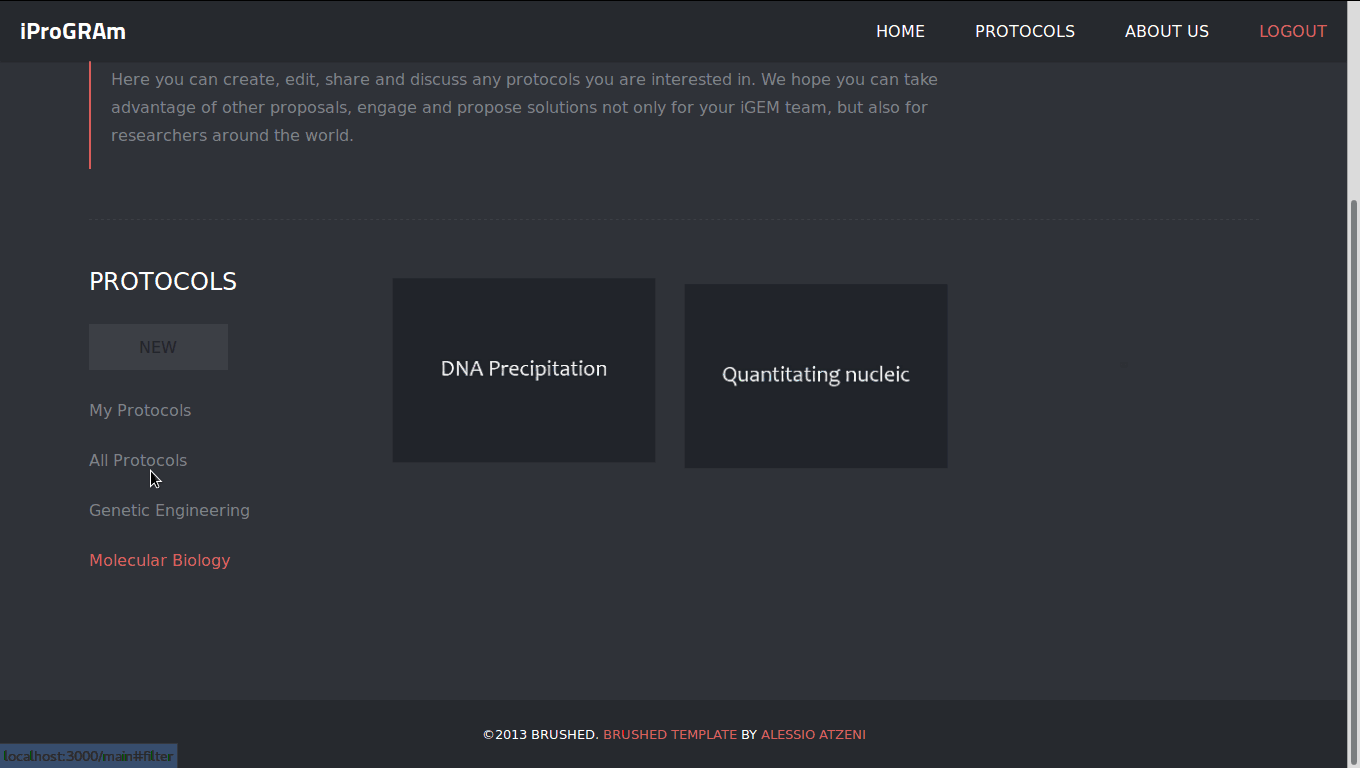 iProGRAm
HOME PROTOCOLS ABOUT US LOGOUT
Here you can create, edit, share and discuss any protocols you are interested in. We hope you can take
advantage of other proposals, engage and propose solutions not only for your iGEM team, but also for
researchers around the world.
PROTOCOLS
NEW
My Protocols
All Protocols
Genetic Engineering
Molecular Biology
DNA Precipitation
Quantitating nucleic
©2013 BRUSHED. BRUSHED TEMPLATE BY ALESSIO ATZENI
localhost:3000/main#filter